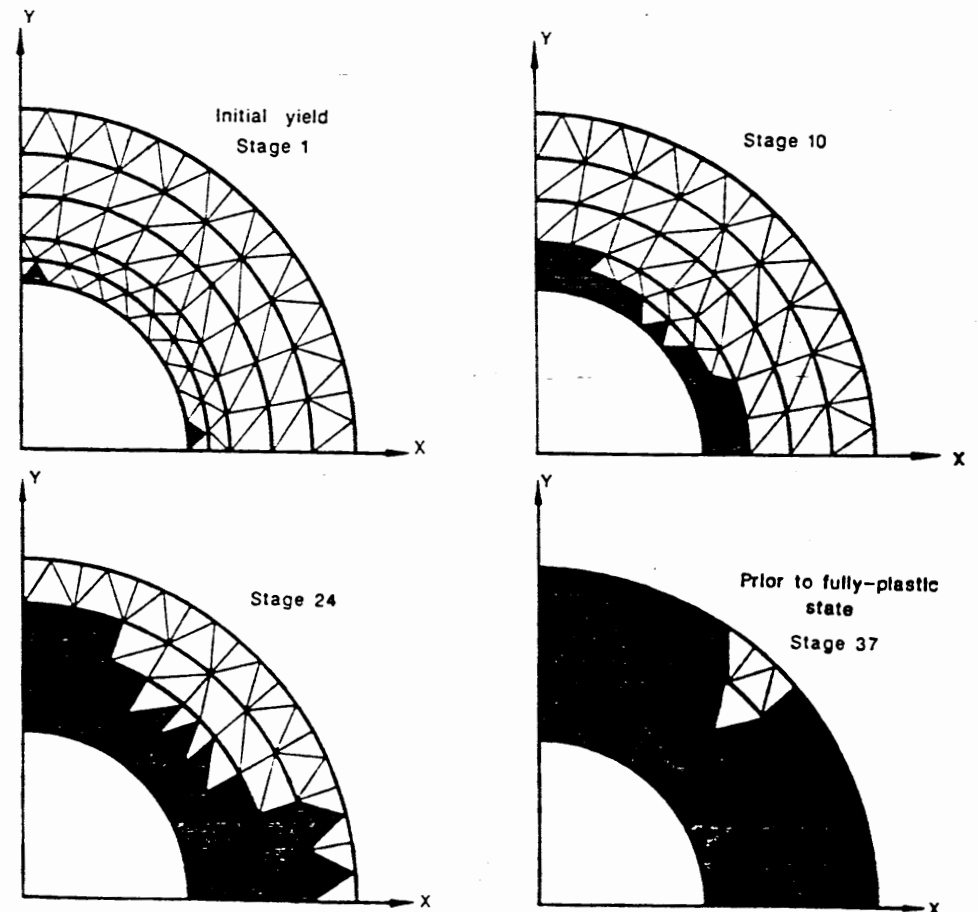 Y
Initial yield
Stage 1
X
Y
Stage 10
X
Y
Stage 24
X
Y
Prior to fully-plastic
state
Stage 37
X